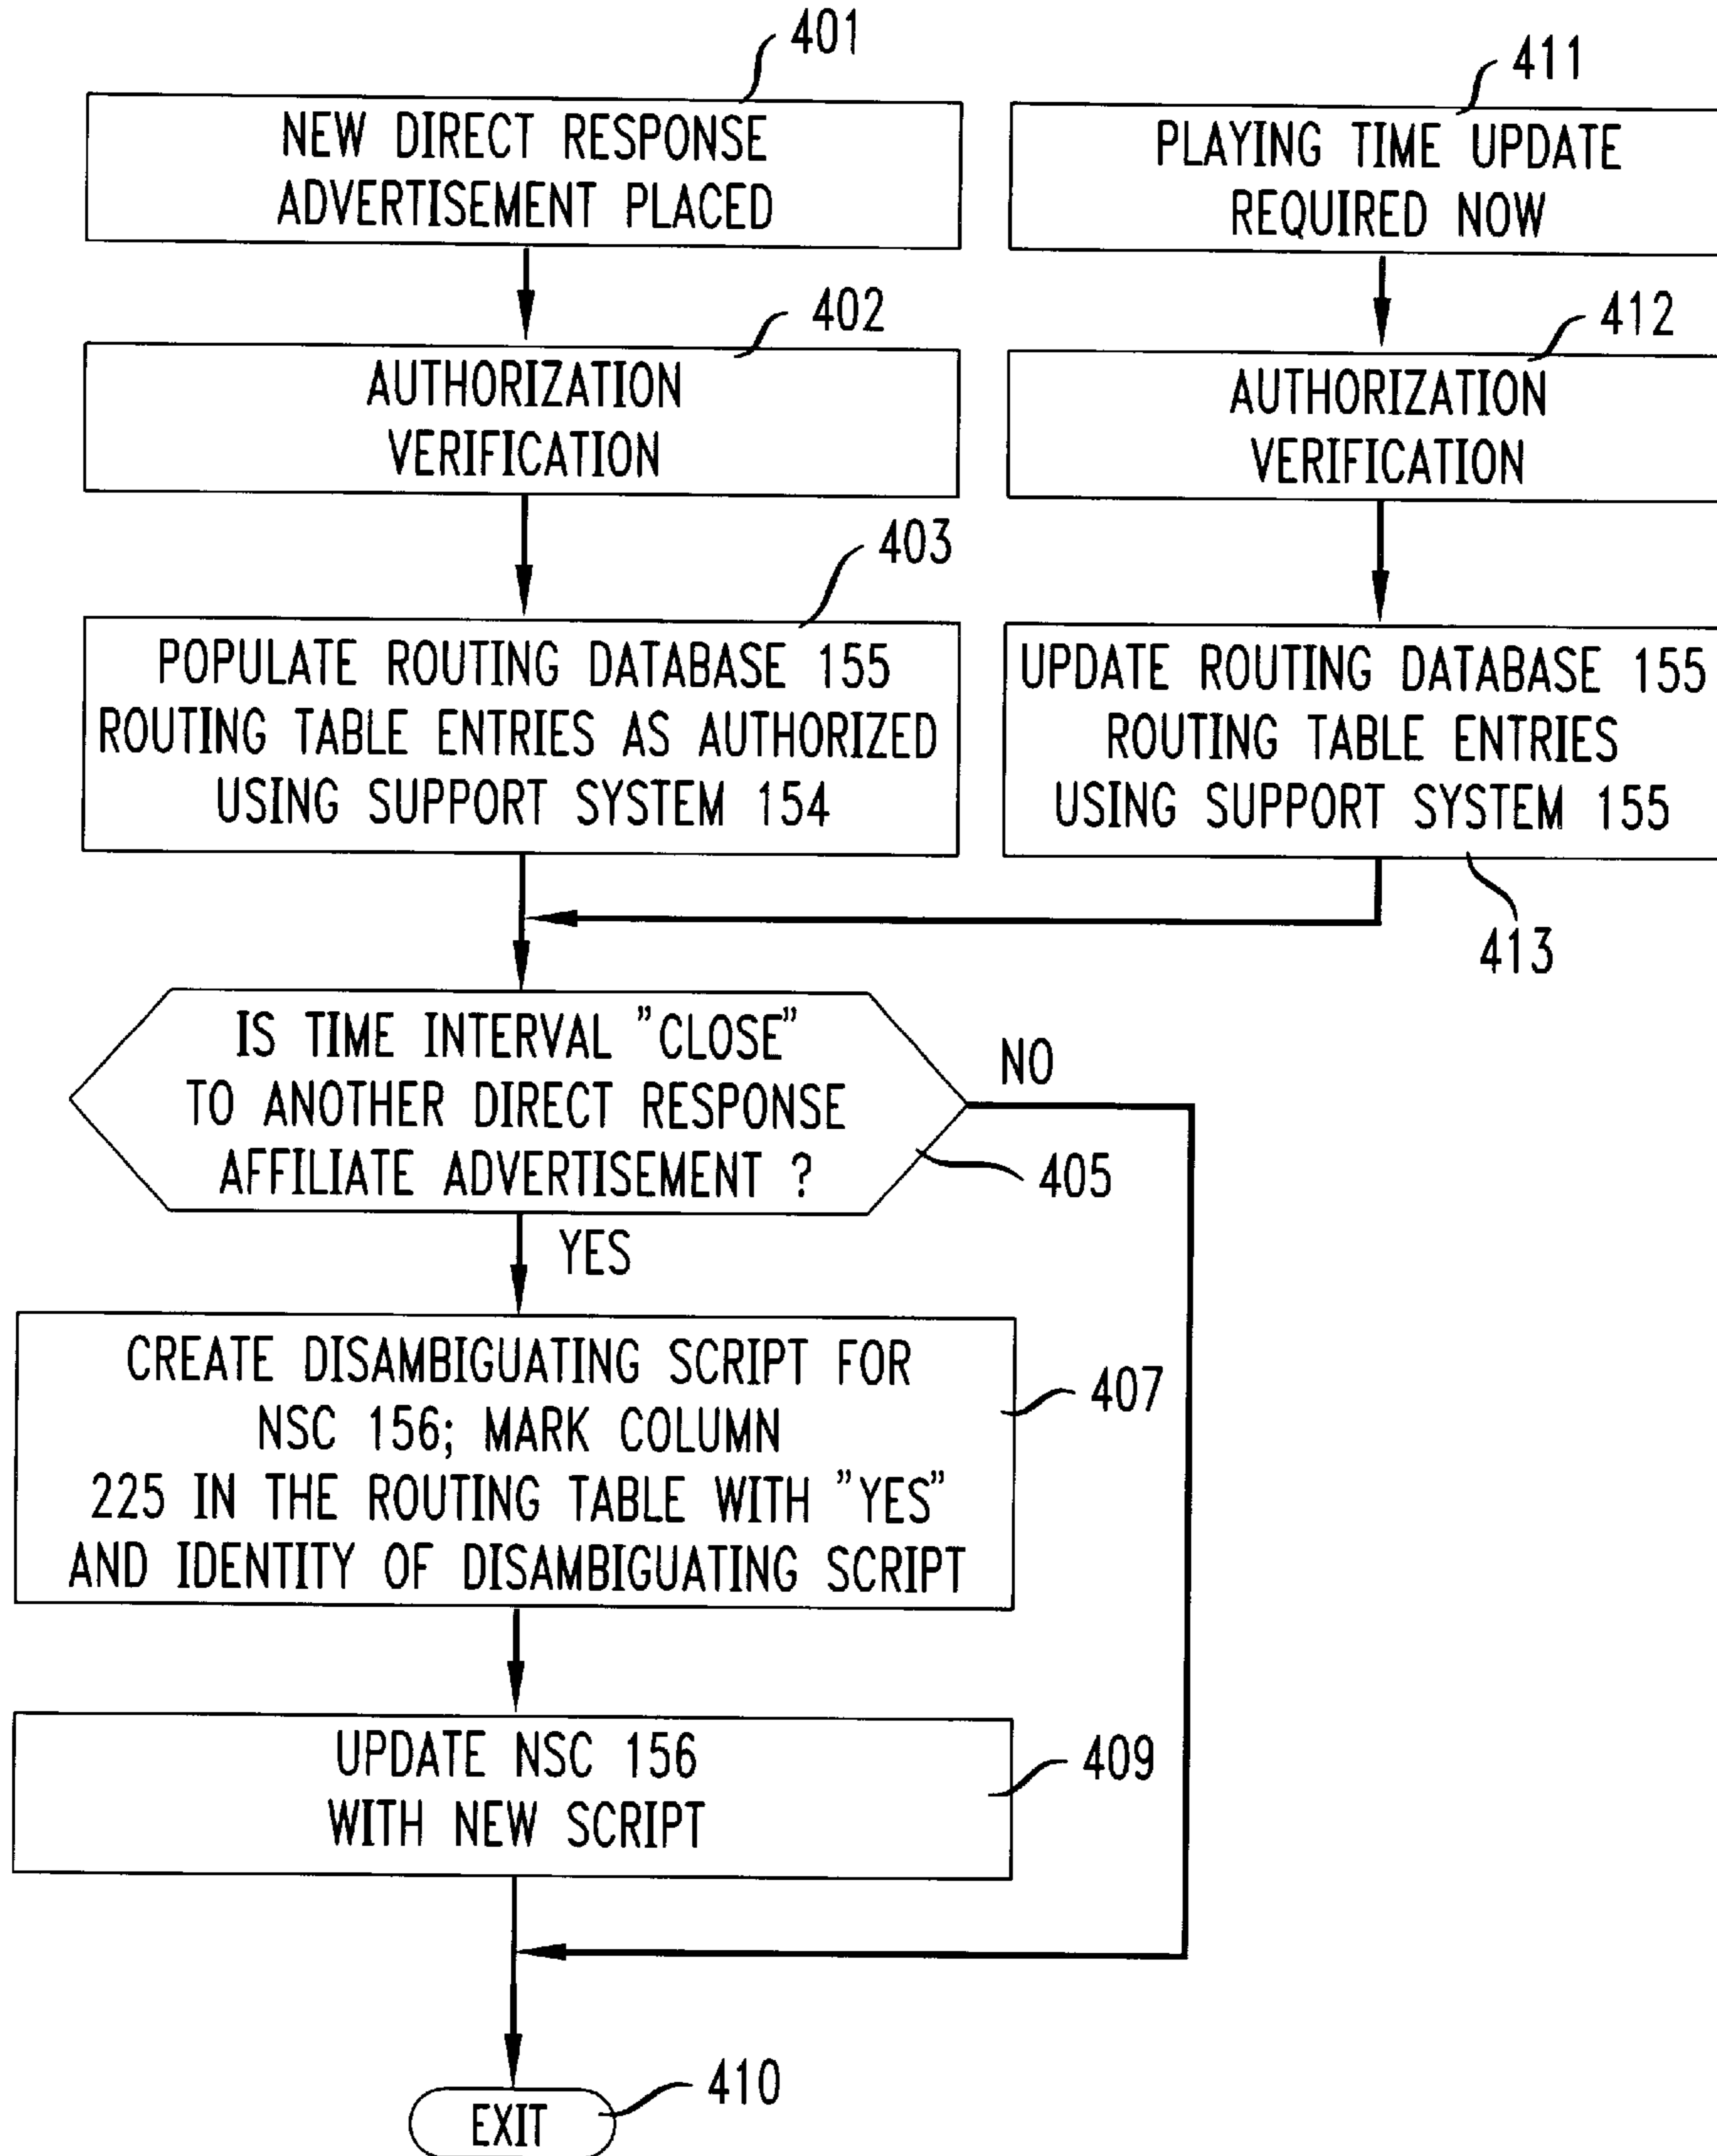 401
NEW DIRECT RESPONSE
ADVERTISEMENT PLACED
402
AUTHORIZATION
VERIFICATION
403
POPULATE ROUTING DATABASE 155
ROUTING TABLE ENTRIES AS AUTHORIZED
USING SUPPORT SYSTEM 154
411
PLAYING TIME UPDATE
REQUIRED NOW
412
AUTHORIZATION
VERIFICATION
UPDATE ROUTING DATABASE 155
ROUTING TABLE ENTRIES
USING SUPPORT SYSTEM 155
413
IS TIME INTERVAL "CLOSE"
TO ANOTHER DIRECT RESPONSE
AFFILIATE ADVERTISEMENT ?
405
NO
YES
CREATE DISAMBIGUATING SCRIPT FOR
NSC 156; MARK COLUMN
225 IN THE ROUTING TABLE WITH "YES"
AND IDENTITY OF DISAMBIGUATING SCRIPT
407
UPDATE NSC 156
WITH NEW SCRIPT
409
EXIT
410